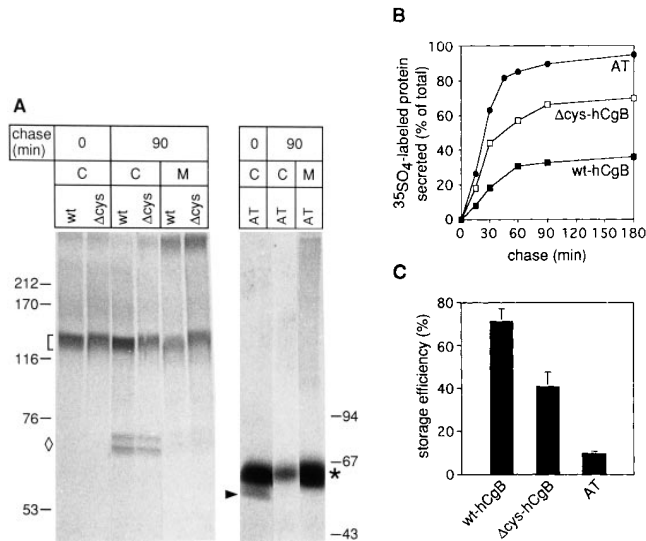 A
chase (min) 0 90
C C M
wt Δcys wt Δcys wt Δcys
212
170
116
76
53
0 90
C C M
AT AT AT
94
67
*
43
B
35SO4-labeled protein secreted (% of total)
100
80
60
40
20
0
0 30 60 90 120 150 180
chase (min)
AT
Δcys-hCgB
wt-hCgB
C
storage efficiency (%)
80
60
40
20
0
wt-hCgB
Δcys-hCgB
AT